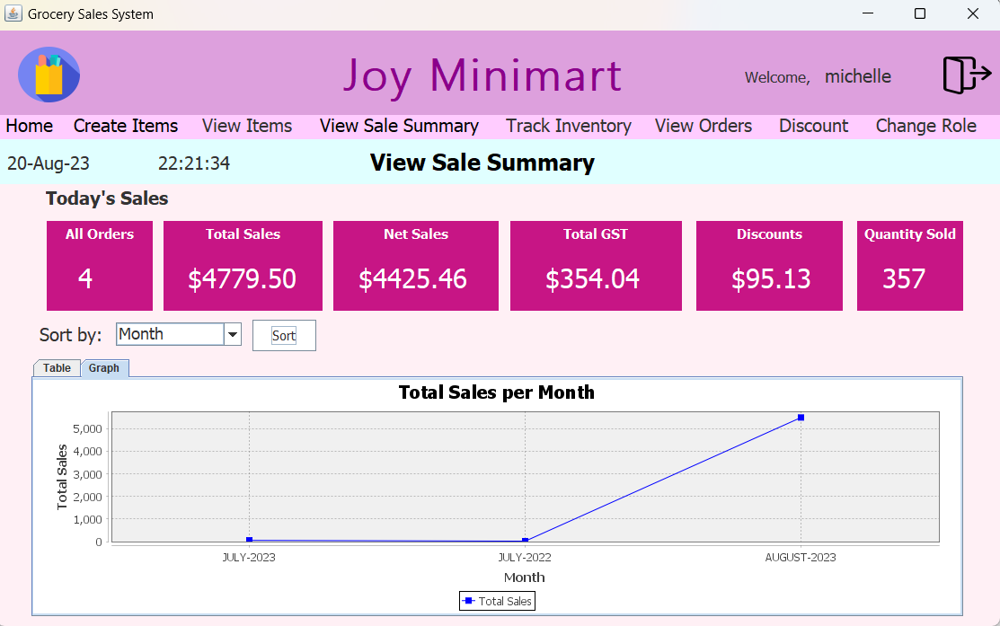 Grocery Sales System
Joy Minimart
Welcome, michelle
Home Create Items View Items View Sale Summary Track Inventory View Orders Discount Change Role
20-Aug-23 22:21:34 View Sale Summary
Today's Sales
All Orders Total Sales Net Sales Total GST Discounts Quantity Sold
4 $4779.50 $4425.46 $354.04 $95.13 357
Sort by: Month Sort
Table Graph
Total Sales per Month
Total Sales
5,000
4,000
3,000
2,000
1,000
0
JULY-2023 JULY-2022 AUGUST-2023
Month
Total Sales